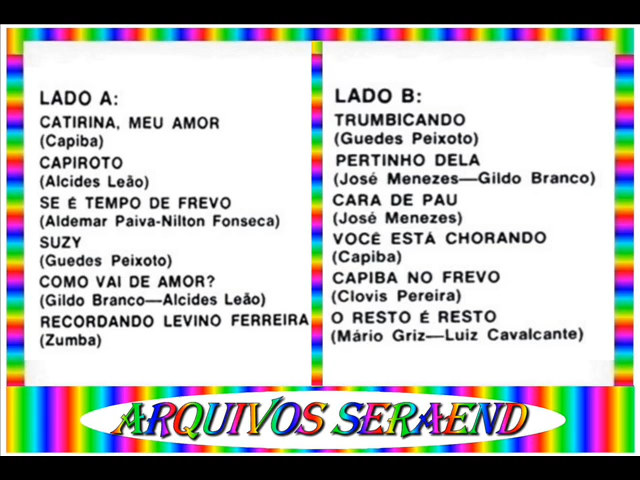 LADO A:
CATIRINA, MEU AMOR
(Capiba)
CAPIROTO
(Alcides Leão)
SE É TEMPO DE FREVO
(Aldemar Paiva-Nilton Fonseca)
SUZY
(Guedes Peixoto)
COMO VAI DE AMOR?
(Gildo Branco—Alcides Leão)
RECORDANDO LEVINO FERREIRA
(Zumba)
LADO B:
TRUMBICANDO
(Guedes Peixoto)
PERTINHO DELA
(José Menezes—Gildo Branco)
CARA DE PAU
(José Menezes)
VOCÊ ESTÁ CHORANDO
(Capiba)
CAPIBA NO FREVO
(Clovis Pereira)
O RESTO É RESTO
(Mário Griz—Luiz Cavalcante)
ARQUIVOS SERAEND